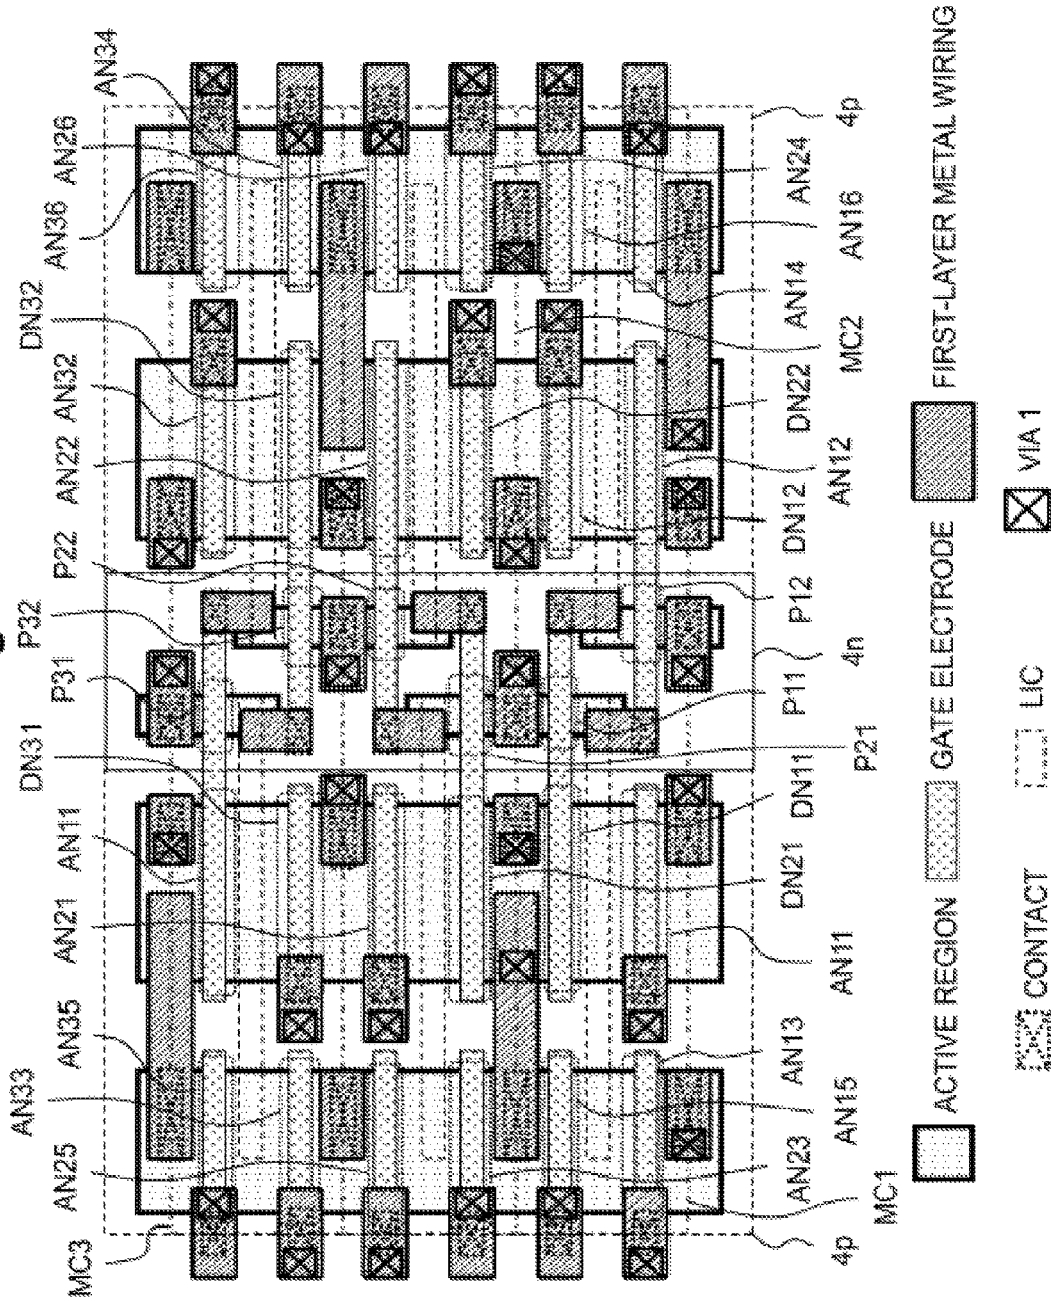 MC3
AN33
AN25
AN35
AN21
AN11
DN31
P31
P32
P22
AN22
AN32
DN32
AN36
AN26
AN34
4p
MC1
AN23
AN15
AN13
AN11
DN21
DN11
P21
P11
4n
P12
DN12
AN12
DN22
MC2
AN14
AN16
AN24
4p
ACTIVE REGION
GATE ELECTRODE
FIRST-LAYER METAL WIRING
CONTACT
LIC
VIA 1